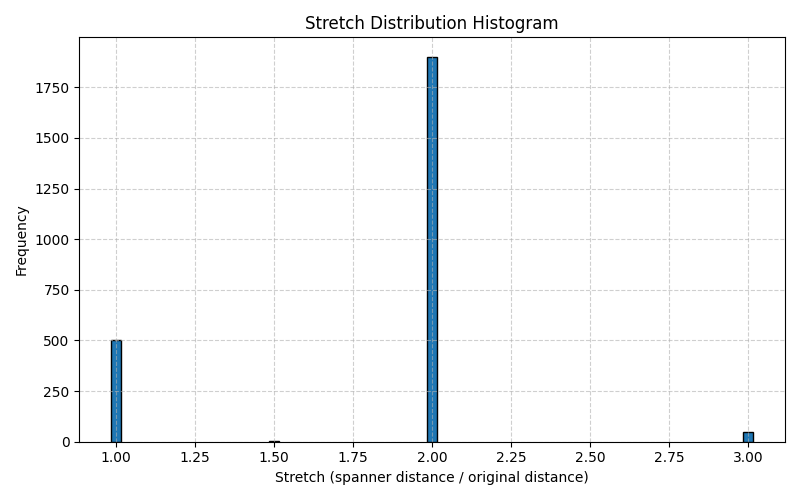 Stretch Distribution Histogram
Frequency
1750
1500
1250
1000
750
500
250
0
1.00 1.25 1.50 1.75 2.00 2.25 2.50 2.75 3.00
Stretch (spanner distance / original distance)